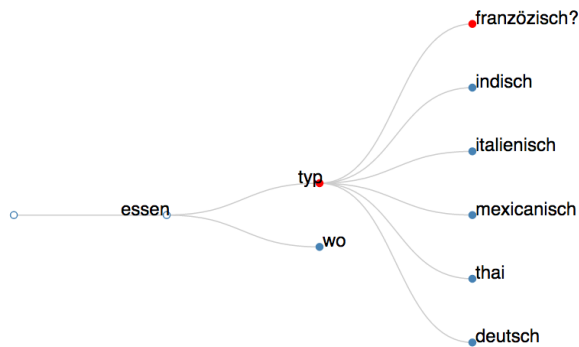 essen
typ
wo
französisch?
indisch
italienisch
mexicanisch
thai
deutsch